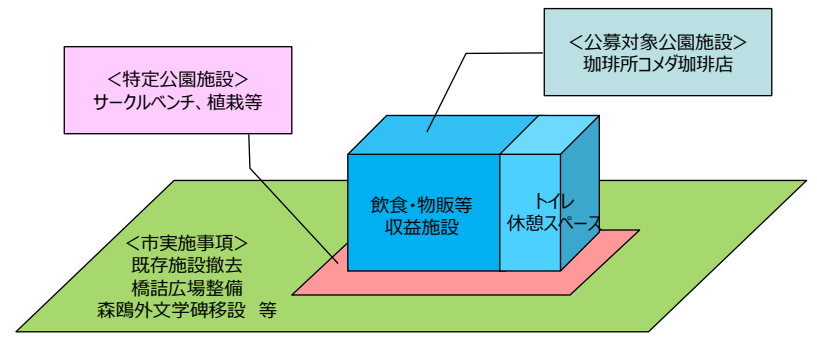 <公募対象公園施設>
珈琲所コメダ珈琲店
<特定公園施設>
サークルベンチ、植栽等
飲食・物販等
収益施設
トイレ
休憩スペース
<市実施事項>
既存施設撤去
橋詰広場整備
森鴎外文学碑移設 等